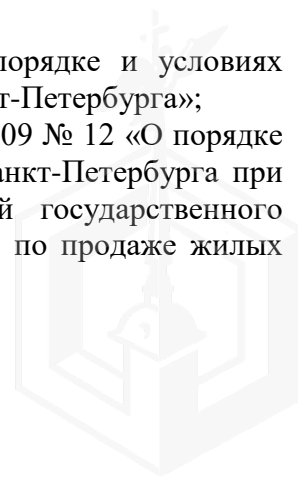 порядке и условиях
т-Петербурга»;
09 № 12 «О порядке
анкт-Петербурга при
й государственного
по продаже жилых